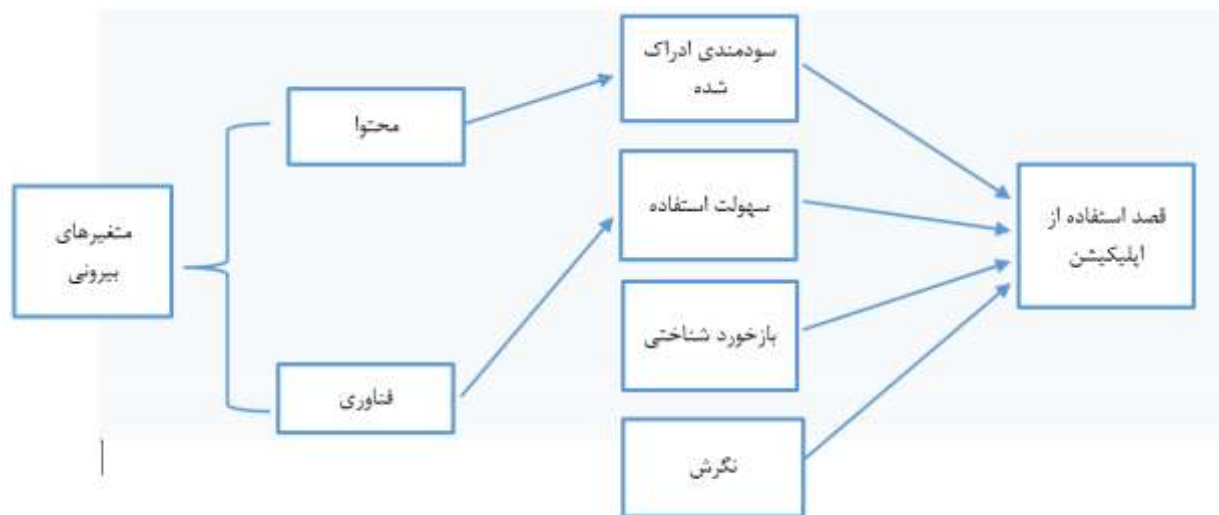 متغیرهای
بیرونی
محتوا
فناوری
سودمندی ادراک
شده
سهولت استفاده
بازخورد شناختی
نگرش
قصد استفاده از
اپلیکیشن